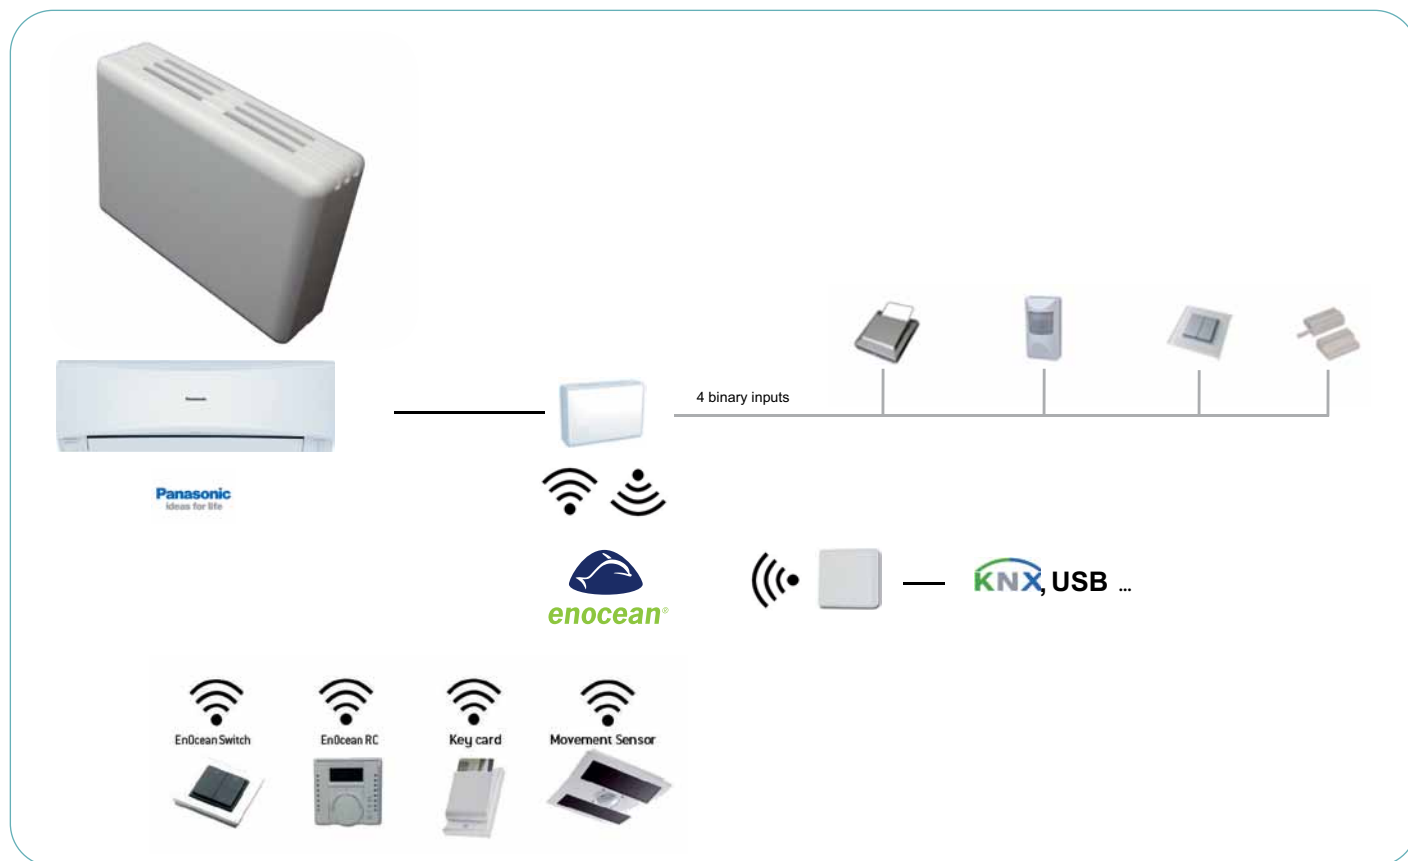 Panasonic
4 binary inputs
Panasonic
ideas for life
enocean®
KNX, USB ...
EnOcean Switch
EnOcean RC
Key card
Movement Sensor